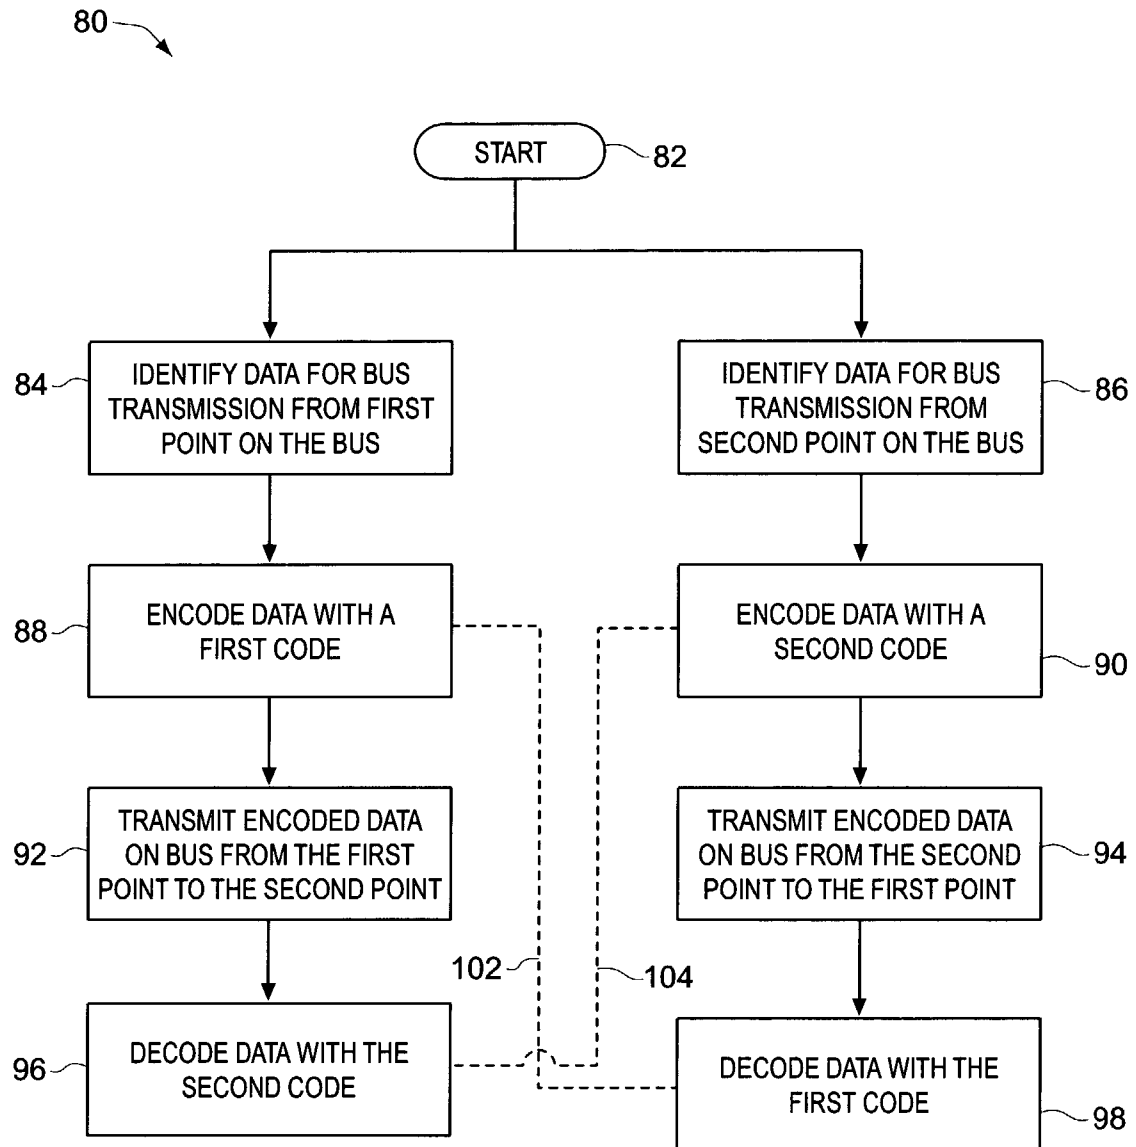 80
START
82
84
IDENTIFY DATA FOR BUS
TRANSMISSION FROM FIRST
POINT ON THE BUS
IDENTIFY DATA FOR BUS
TRANSMISSION FROM
SECOND POINT ON THE BUS
86
88
ENCODE DATA WITH A
FIRST CODE
ENCODE DATA WITH A
SECOND CODE
90
92
TRANSMIT ENCODED DATA
ON BUS FROM THE FIRST
POINT TO THE SECOND POINT
TRANSMIT ENCODED DATA
ON BUS FROM THE SECOND
POINT TO THE FIRST POINT
94
102
104
96
DECODE DATA WITH THE
SECOND CODE
DECODE DATA WITH THE
FIRST CODE
98